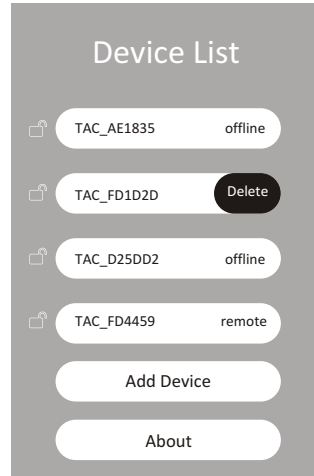 Device List
TAC_AE1835 offline
TAC_FD1D2D Delete
TAC_D25DD2 offline
TAC_FD4459 remote
Add Device
About